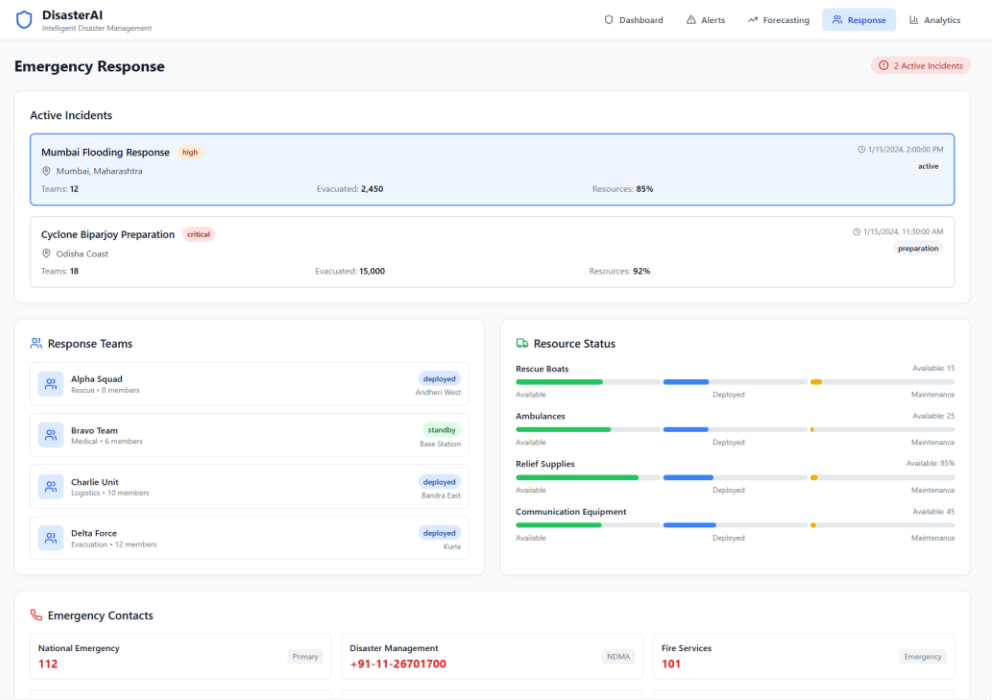 DisasterAI
Intelligent Disaster Management
Dashboard
Alerts
Forecasting
Response
Analytics
Emergency Response
2 Active Incidents
Active Incidents
Mumbai Flooding Response high
1/15/2024, 2:00:00 PM
Mumbai, Maharashtra
active
Teams: 12
Evacuated: 2,450
Resources: 85%
Cyclone Biparjoy Preparation critical
1/15/2024, 11:30:00 AM
Odisha Coast
preparation
Teams: 18
Evacuated: 15,000
Resources: 92%
Response Teams
Alpha Squad
Rescue • 8 members
deployed
Andheri West
Bravo Team
Medical • 6 members
standby
Base Station
Charlie Unit
Logistics • 10 members
deployed
Bandra East
Delta Force
Evacuation • 12 members
deployed
Kurla
Resource Status
Rescue Boats
Available: 15
Available
Deployed
Maintenance
Ambulances
Available: 25
Available
Deployed
Maintenance
Relief Supplies
Available: 85%
Available
Deployed
Maintenance
Communication Equipment
Available: 45
Available
Deployed
Maintenance
Emergency Contacts
National Emergency
112
Primary
Disaster Management
+91-11-26701700
NDMA
Fire Services
101
Emergency